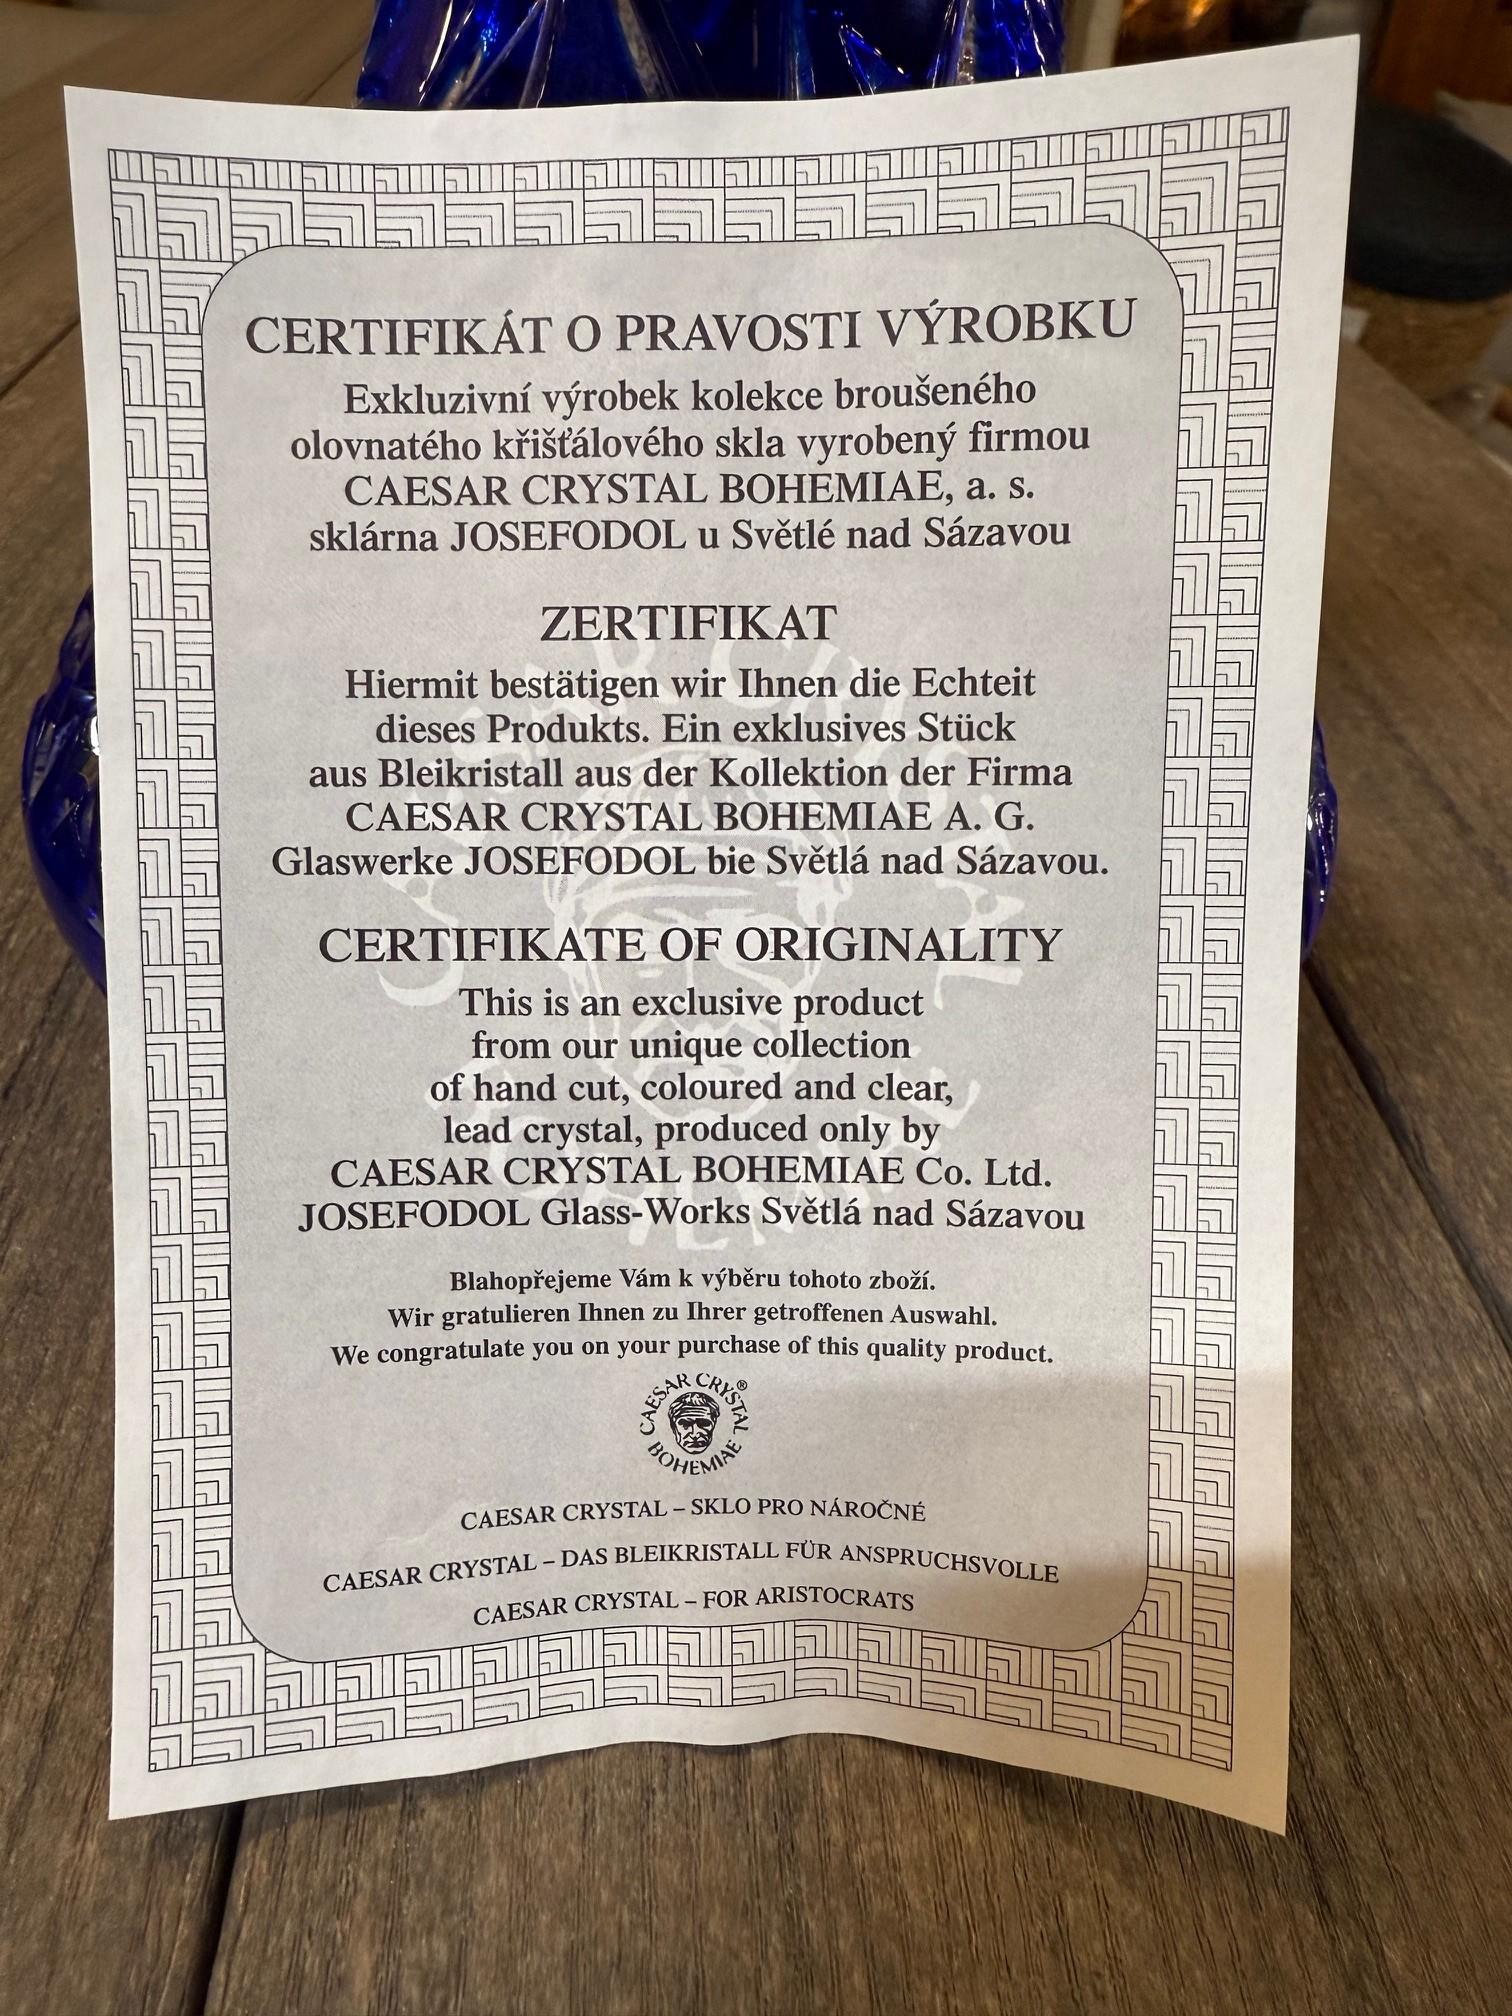 CERTIFIKÁT O PRAVOSTI VÝROBKU
Exkluzivní výrobek kolekce broušeného
olovnatého křišťálového skla vyrobený firmou
CAESAR CRYSTAL BOHEMIAE, a. s.
sklárna JOSEFODOL u Světlé nad Sázavou
ZERTIFIKAT
Hiermit bestätigen wir Ihnen die Echteit
dieses Produkts. Ein exklusives Stück
aus Bleikristall aus der Kollektion der Firma
CAESAR CRYSTAL BOHEMIAE A. G.
Glaswerke JOSEFODOL bie Světlá nad Sázavou.
CERTIFIKATE OF ORIGINALITY
This is an exclusive product
from our unique collection
of hand cut, coloured and clear,
lead crystal, produced only by
CAESAR CRYSTAL BOHEMIAE Co. Ltd.
JOSEFODOL Glass-Works Světlá nad Sázavou
Blahopřejeme Vám k výběru tohoto zboží.
Wir gratulieren Ihnen zu Ihrer getroffenen Auswahl.
We congratulate you on your purchase of this quality product.
CAESAR CRYSTAL®
BOHEMIAE
CAESAR CRYSTAL – SKLO PRO NÁROČNÉ
CAESAR CRYSTAL – DAS BLEIKRISTALL FÜR ANSPRUCHSVOLLE
CAESAR CRYSTAL – FOR ARISTOCRATS